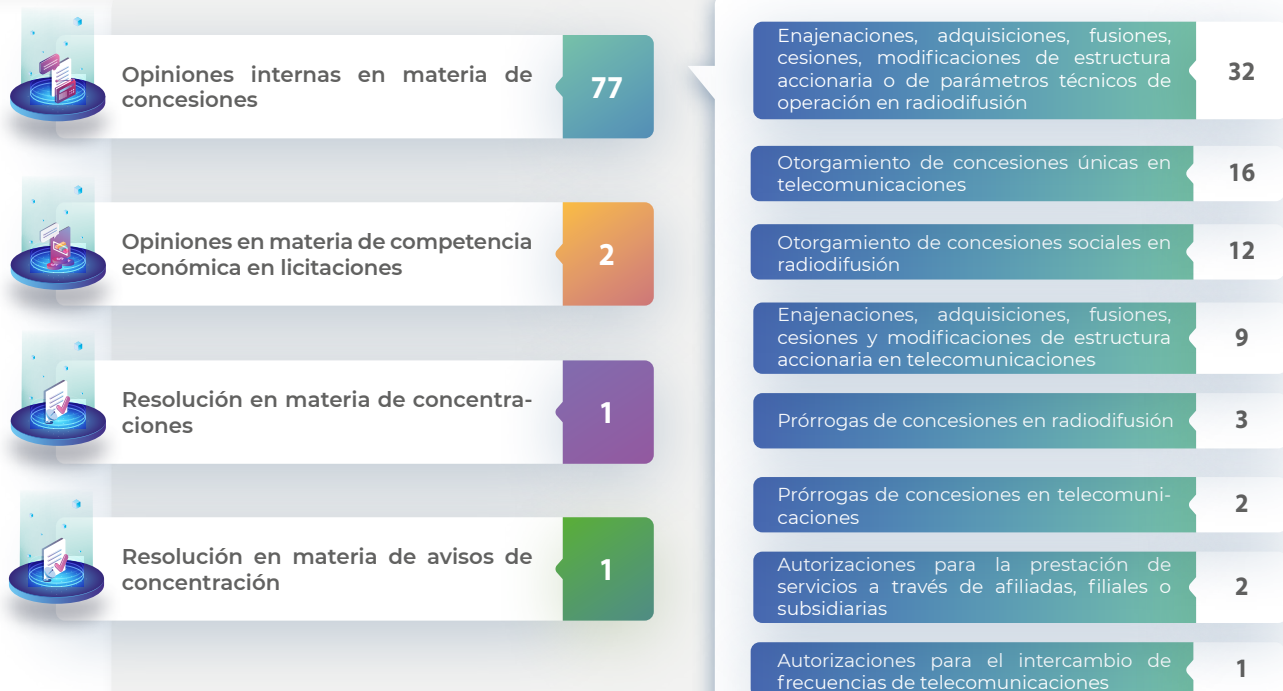 Opiniones internas en materia de
concesiones
77
Opiniones en materia de competencia
económica en licitaciones
2
Resolución en materia de concentra-
ciones
1
Resolución en materia de avisos de
concentración
1
Enajenaciones, adquisiciones, fusiones,
cesiones, modificaciones de estructura
accionaria o de parámetros técnicos de
operación en radiodifusión
32
Otorgamiento de concesiones únicas en
telecomunicaciones
16
Otorgamiento de concesiones sociales en
radiodifusión
12
Enajenaciones, adquisiciones, fusiones,
cesiones y modificaciones de estructura
accionaria en telecomunicaciones
9
Prórrogas de concesiones en radiodifusión
3
Prórrogas de concesiones en telecomuni-
caciones
2
Autorizaciones para la prestación de
servicios a través de afiliadas, filiales o
subsidiarias
2
Autorizaciones para el intercambio de
frecuencias de telecomunicaciones
1